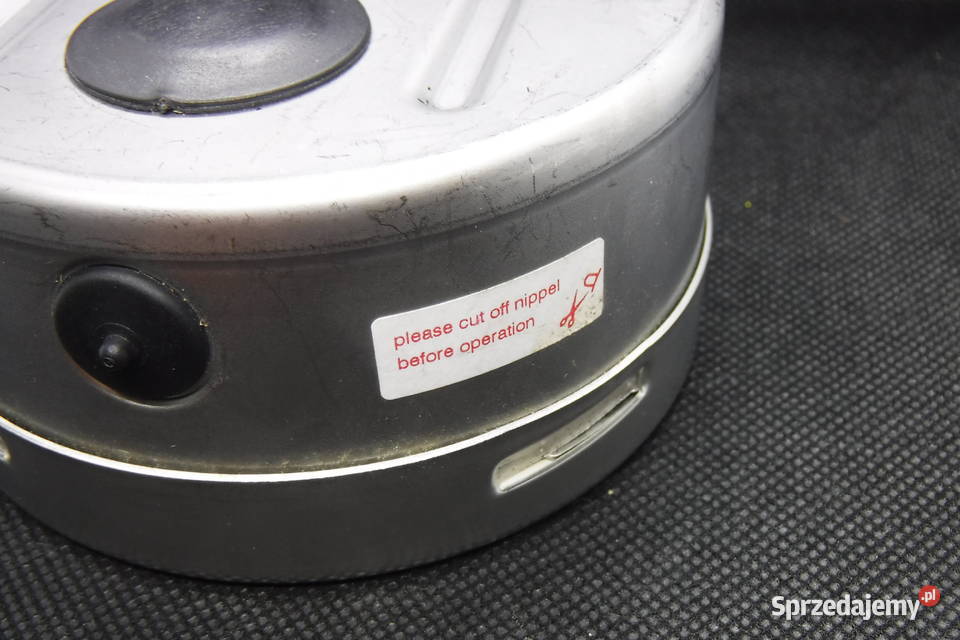 please cut off nippel
before operation
Sprzedajemy.pl